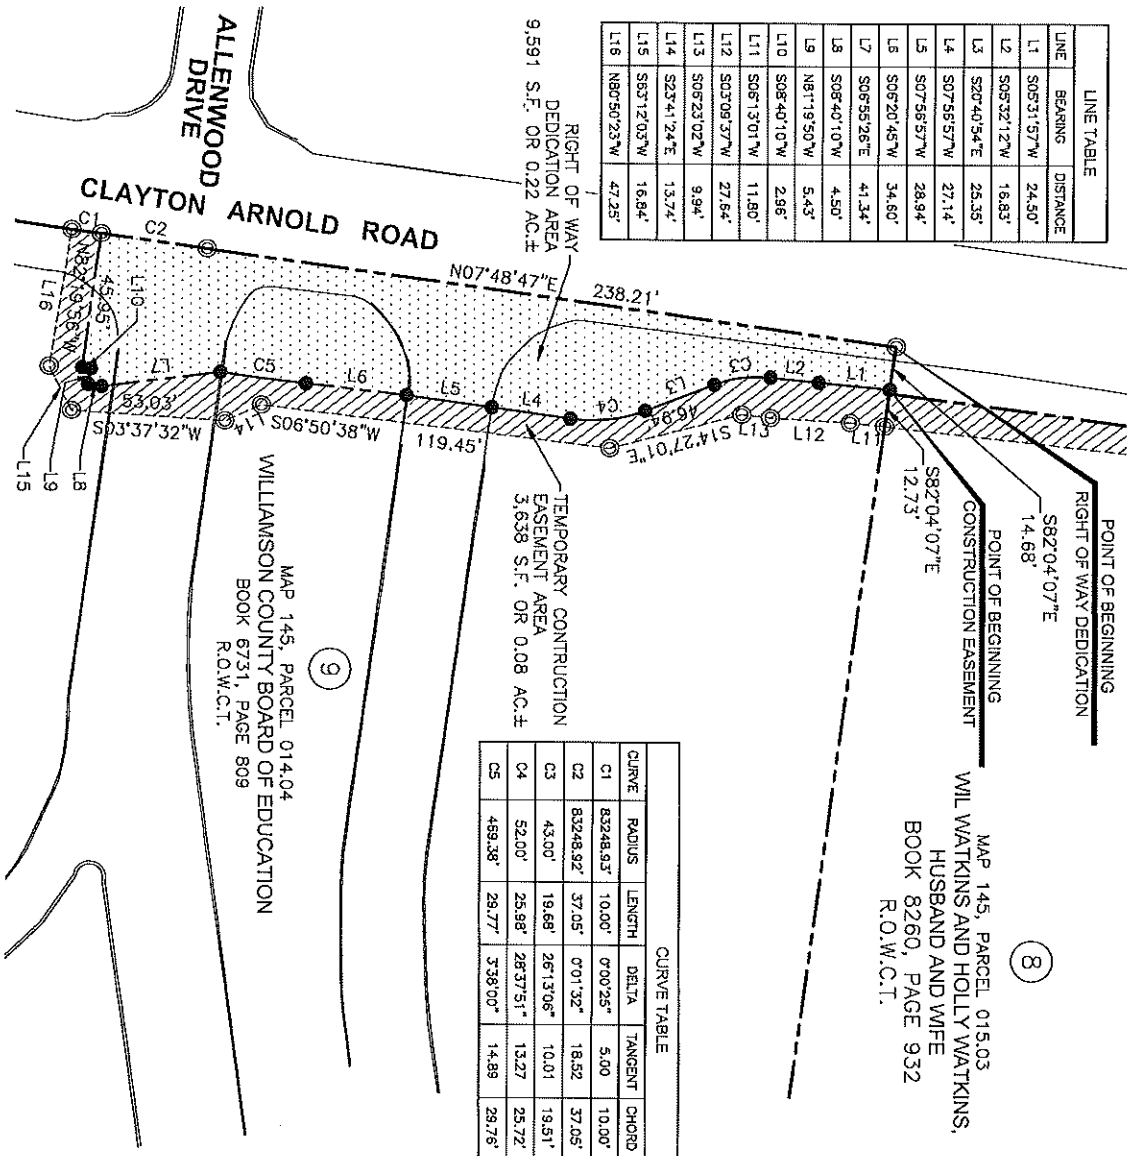 LINE TABLE
LINE BEARING DISTANCE
L1 S05°31'57"W 24.50'
L2 S05°32'12"W 16.83'
L3 S20°40'54"E 25.35'
L4 S07°56'57"W 27.14'
L5 S07°56'57"W 28.94'
L6 S06°20'45"W 34.60'
L7 S06°55'26"E 41.34'
L8 S08°40'10"W 4.50'
L9 N81°19'50"W 5.43'
L10 S08°40'10"W 2.96'
L11 S06°13'01"W 11.80'
L12 S03°09'37"W 27.64'
L13 S06°23'02"W 9.94'
L14 S23°41'24"E 13.74'
L15 S63°12'03"W 16.84'
L16 N80°50'23"W 47.25'
RIGHT OF WAY
DEDICATION AREA
9,591 S.F. OR 0.22 AC.±
ALLENWOOD
DRIVE
CLAYTON ARNOLD ROAD
C1
C2
N07°48'47"E 238.21'
N82°19'56"W
45.95'
L10
L16
L7
C5
L6
L5
L4
C4
L3
C3
L2
L1
53.03'
S03°37'32"W
L14
S06°50'38"W
119.45'
46.94'
S14°27'01"E
L13
L12
L11
L8
L9
L15
S82°04'07"E
12.73'
S82°04'07"E
14.68'
POINT OF BEGINNING
RIGHT OF WAY DEDICATION
POINT OF BEGINNING
CONSTRUCTION EASEMENT
TEMPORARY CONTRUCTION
EASEMENT AREA
3,638 S.F. OR 0.08 AC.±
8
MAP 145, PARCEL 015.03
WIL WATKINS AND HOLLY WATKINS,
HUSBAND AND WIFE
BOOK 8260, PAGE 932
R.O.W.C.T.
9
MAP 145, PARCEL 014.04
WILLIAMSON COUNTY BOARD OF EDUCATION
BOOK 6731, PAGE 809
R.O.W.C.T.
CURVE TABLE
CURVE RADIUS LENGTH DELTA TANGENT CHORD
C1 83248.93' 10.00' 0°00'25" 5.00 10.00'
C2 83248.92' 37.05' 0°01'32" 18.52 37.05'
C3 43.00' 19.68' 26°13'06" 10.01 19.51'
C4 52.00' 25.98' 28°37'51" 13.27 25.72'
C5 469.38' 29.77' 3°38'00" 14.89 29.76'